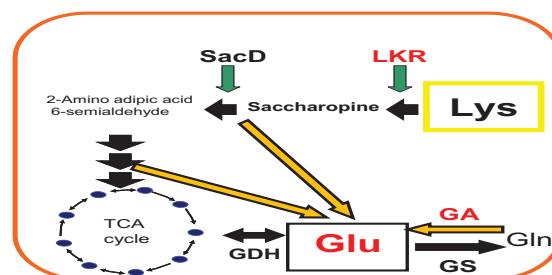 SacD
LKR
2-Amino adipic acid
6-semialdehyde
Saccharopine
Lys
TCA
cycle
GDH
Glu
GA
Gln
GS